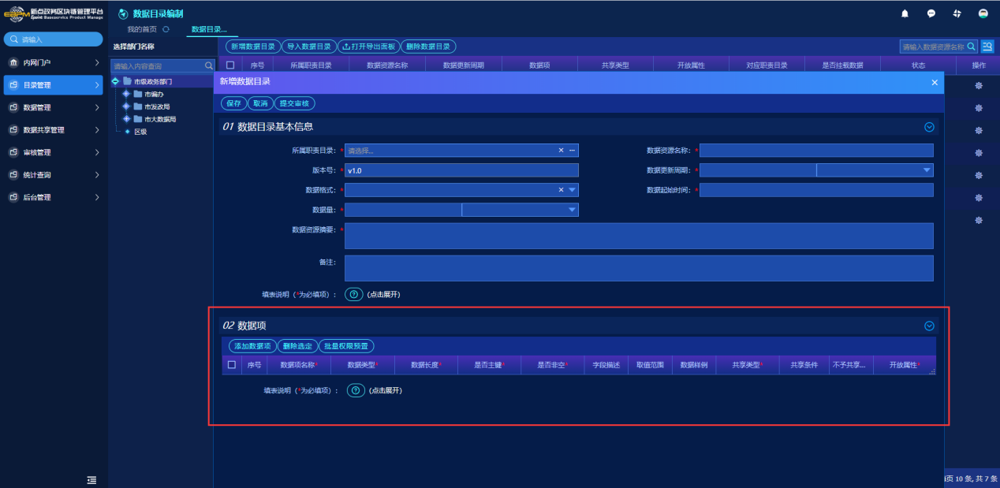 新点政务区块链管理平台
Epoint Baseservice Product Manage
请输入
内网门户
目录管理
数据管理
数据共享管理
审核管理
统计查询
后台管理
数据目录编制
我的首页
数据目录...
选择部门名称
请输入内容查询
市级政务部门
市编办
市发改局
市大数据局
区级
新增数据目录 导入数据目录 打开导出面板 删除数据目录
请输入数据资源名称
序号 所属职责目录 数据资源名称 数据更新周期 数据项 共享类型 开放属性 对应职责目录 是否挂载数据 状态 操作
新增数据目录
保存 取消 提交审核
01 数据目录基本信息
所属职责目录：* 请选择...
数据资源名称：*
版本号：* v1.0
数据更新周期：*
数据格式：*
数据起始时间：*
数据量：*
数据资源摘要：*
备注：
填表说明（*为必填项）： (点击展开)
02 数据项
添加数据项 删除选定 批量权限预置
序号 数据项名称* 数据类型* 数据长度* 是否主键* 是否非空* 字段描述 取值范围 数据样例 共享类型* 共享条件 不予共享... 开放属性*
填表说明（*为必填项）： (点击展开)
页 10 条, 共 7 条